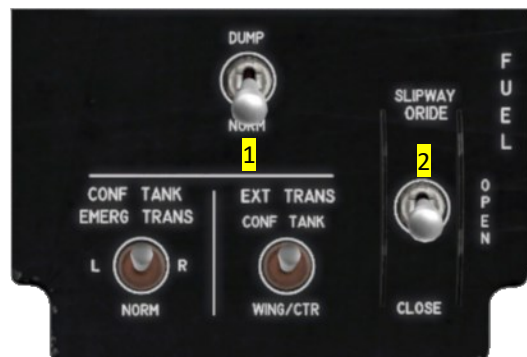 DUMP
NORM
1
CONF TANK
EMERG TRANS
L R
NORM
EXT TRANS
CONF TANK
WING/CTR
SLIPWAY
ORIDE
2
OPEN
CLOSE
FUEL